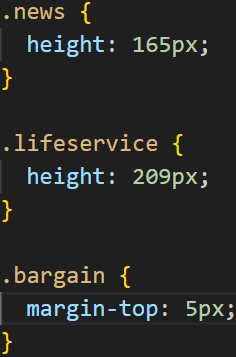 .news {
  height: 165px;
}

.lifeservice {
  height: 209px;
}

.bargain {
  margin-top: 5px;
}